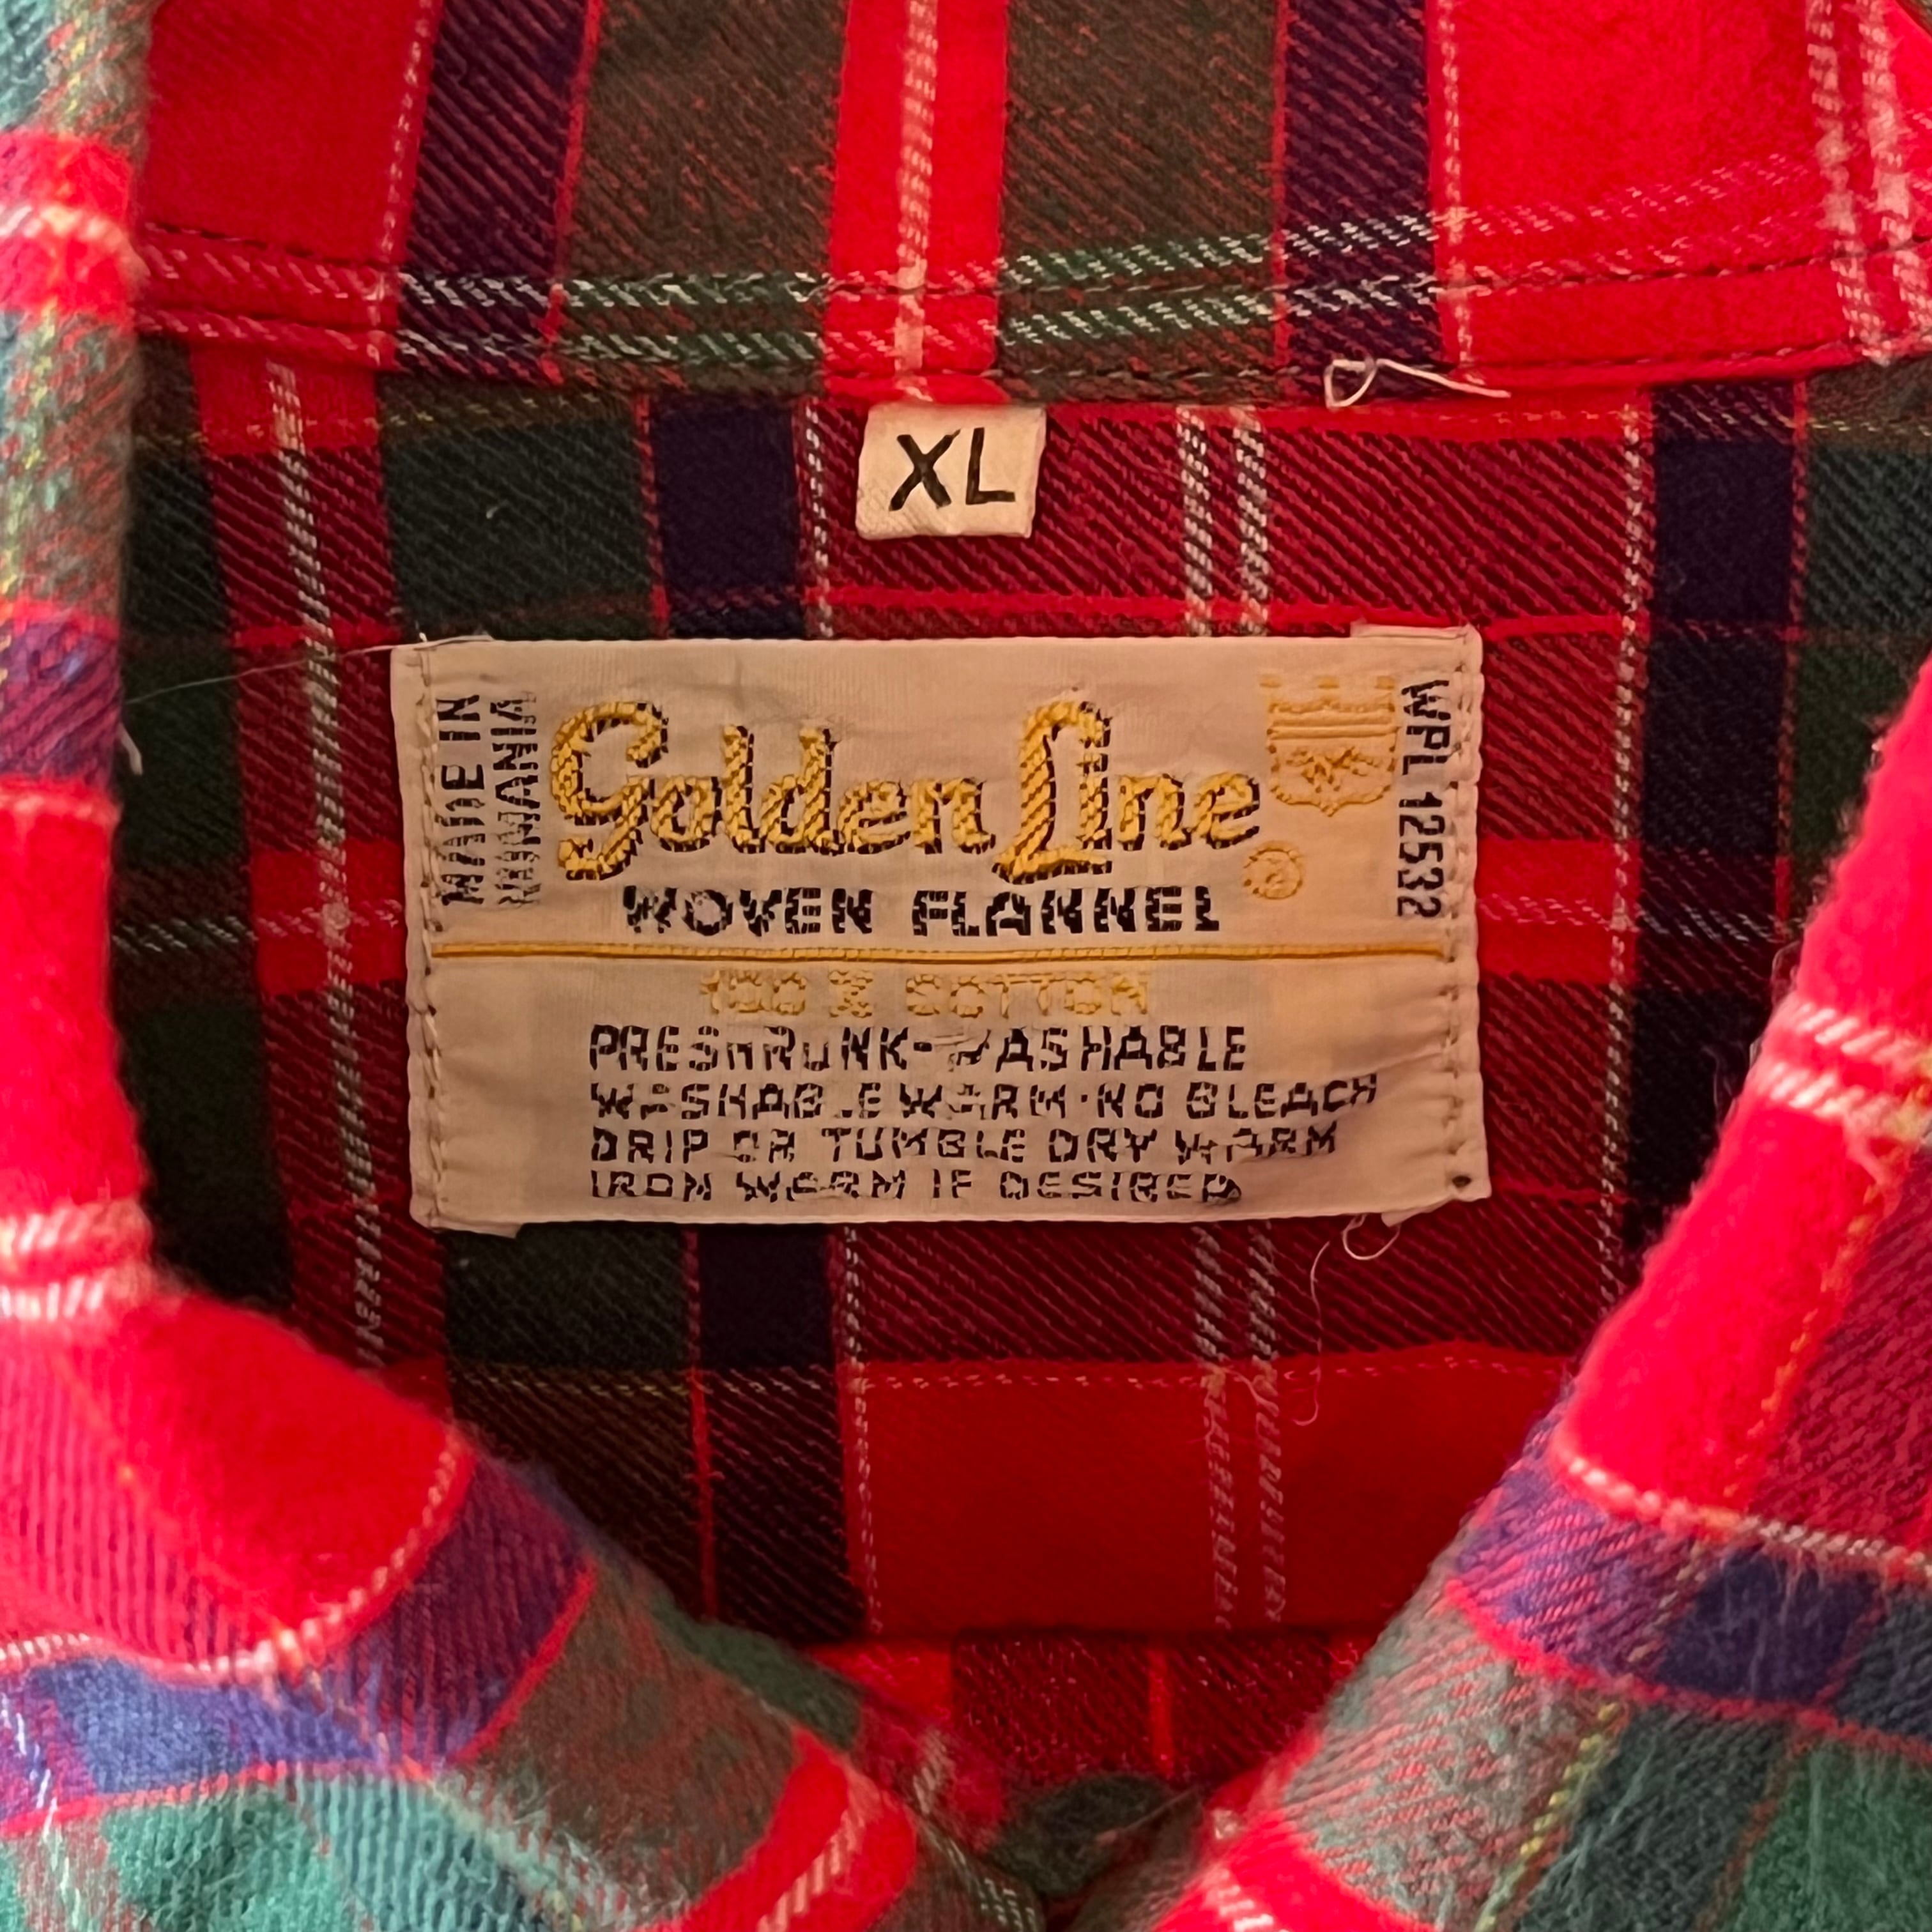 XL
MADE IN
Golden Line
®
WPL 12532
WOVEN FLANNEL
100% COTTON
PRESHRUNK-WASHABLE
WASHABLE WARM·NO BLEACH
DRIP OR TUMBLE DRY WARM
IRON WARM IF DESIRED